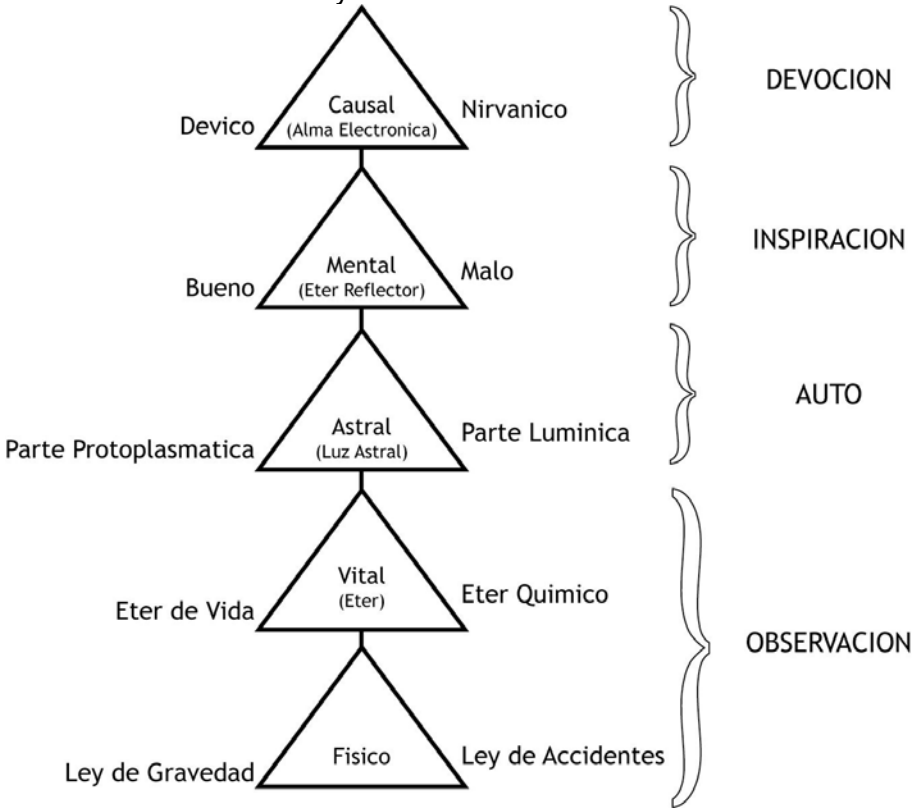 Causal
(Alma Electronica)
Devico
Nirvanico
DEVOCION
Mental
(Eter Reflector)
Bueno
Malo
INSPIRACION
Astral
(Luz Astral)
Parte Protoplasmatica
Parte Luminica
AUTO
Vital
(Eter)
Eter de Vida
Eter Quimico
OBSERVACION
Fisico
Ley de Gravedad
Ley de Accidentes